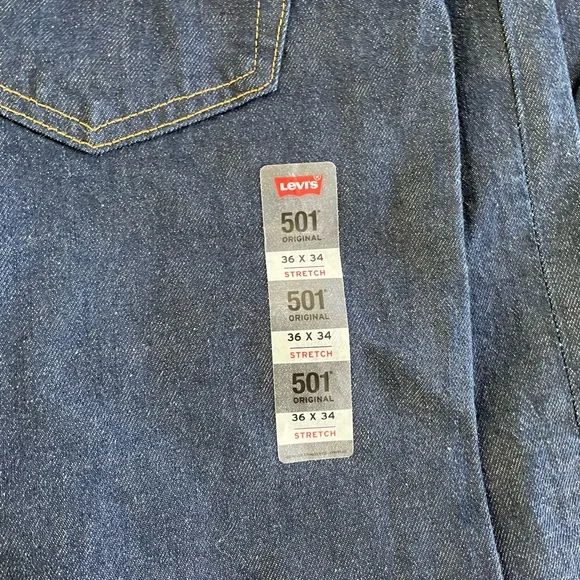 LEVI'S
501®
ORIGINAL
36 X 34
STRETCH
501®
ORIGINAL
36 X 34
STRETCH
501®
ORIGINAL
36 X 34
STRETCH